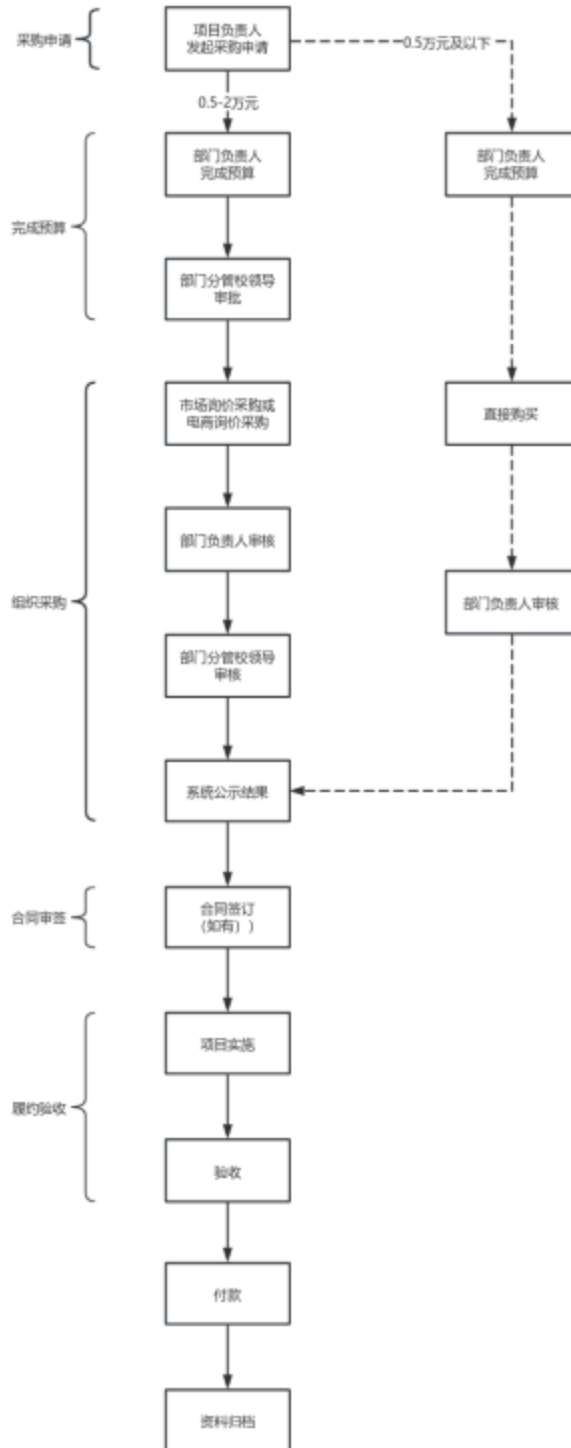 采购申请
项目负责人
发起采购申请
0.5万元及以下
0.5-2万元
部门负责人
完成预算
部门负责人
完成预算
完成预算
部门分管校领导
审批
市场询价采购或
电商询价采购
直接购买
部门负责人审核
组织采购
部门负责人审核
部门分管校领导
审核
系统公示结果
合同审签
合同签订
（如有））
项目实施
履约验收
验收
付款
资料归档